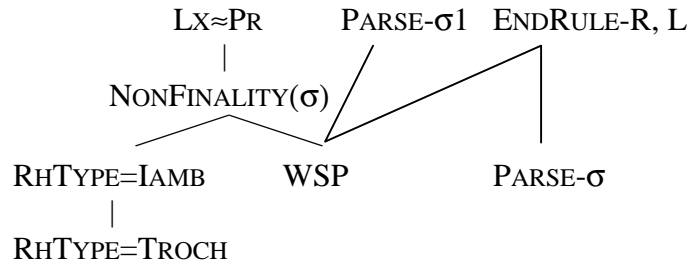 LX≈PR PARSE-σ1 ENDRULE-R, L
NONFINALITY(σ)
RHTYPE=IAMB WSP PARSE-σ
RHTYPE=TROCH